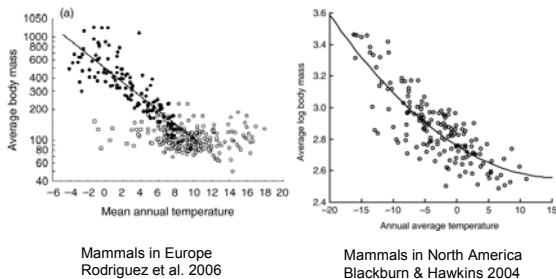 (a)
1050
1000
800
600
400
200
100
80
60
40
Average body mass
-6 -4 -2 0 2 4 6 8 10 12 14 16 18 20
Mean annual temperature
Mammals in Europe
Rodriguez et al. 2006
3.6
3.4
3.2
3.0
2.8
2.6
2.4
Average log body mass
-20 -15 -10 -5 0 5 10 15
Annual average temperature
Mammals in North America
Blackburn & Hawkins 2004